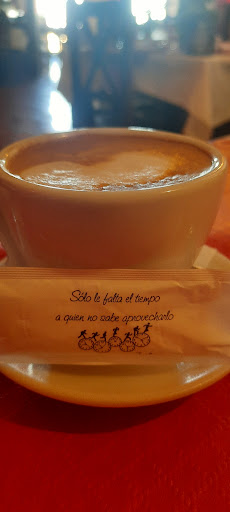 Sólo le falta el tiempo
a quien no sabe aprovecharlo